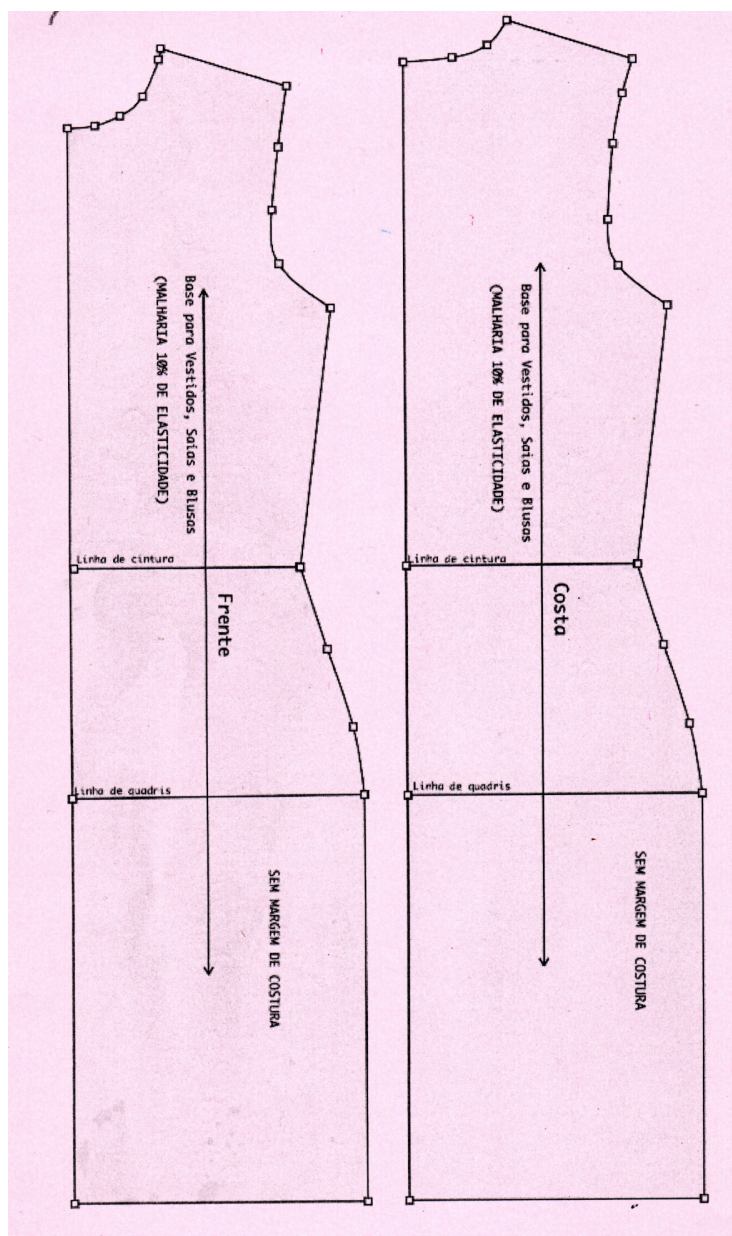 Base para Vestidos, Saias e Blusas
(MALHARIA 10% DE ELASTICIDADE)
Linha de cintura
Frente
Linha de quadris
SEM MARGEM DE COSTURA
Base para Vestidos, Saias e Blusas
(MALHARIA 10% DE ELASTICIDADE)
Linha de cintura
Costa
Linha de quadris
SEM MARGEM DE COSTURA